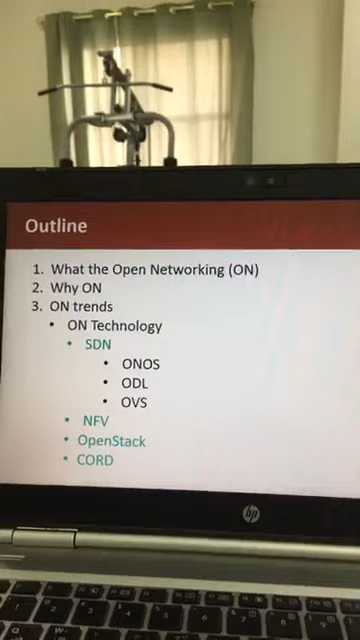 Outline
1. What the Open Networking (ON)
2. Why ON
3. ON trends
• ON Technology
• SDN
• ONOS
• ODL
• OVS
• NFV
• OpenStack
• CORD
hp